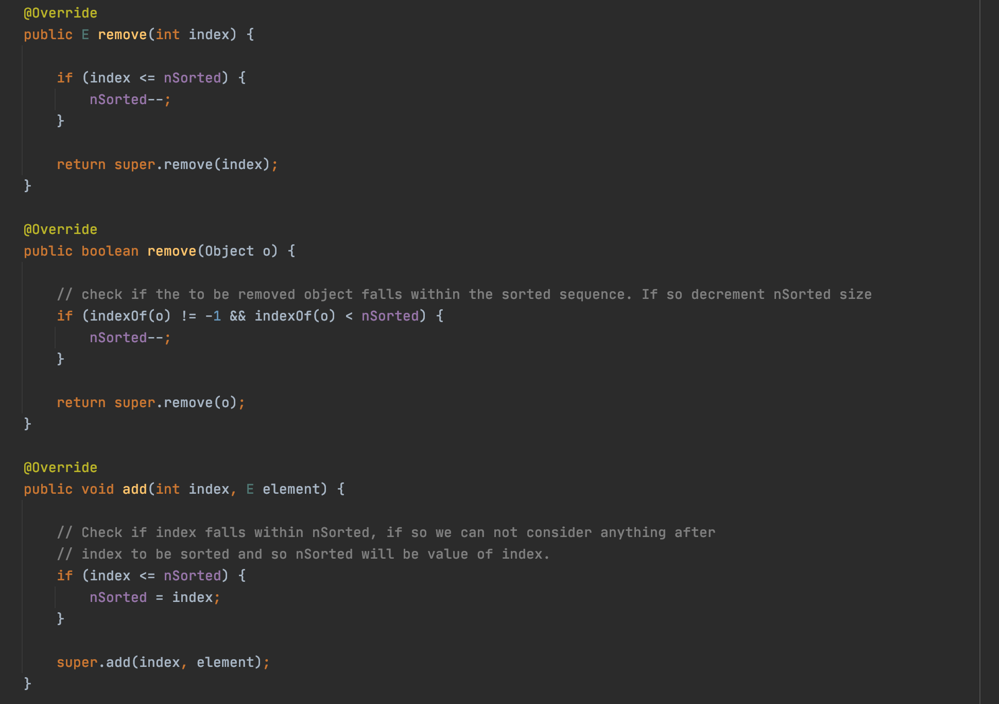 @Override
public E remove(int index) {
if (index <= nSorted) {
nSorted--;
}
return super.remove(index);
}
@Override
public boolean remove(Object o) {
// check if the to be removed object falls within the sorted sequence. If so decrement nSorted size
if (indexOf(o) != -1 && indexOf(o) < nSorted) {
nSorted--;
}
return super.remove(o);
}
@Override
public void add(int index, E element) {
// Check if index falls within nSorted, if so we can not consider anything after
// index to be sorted and so nSorted will be value of index.
if (index <= nSorted) {
nSorted = index;
}
super.add(index, element);
}